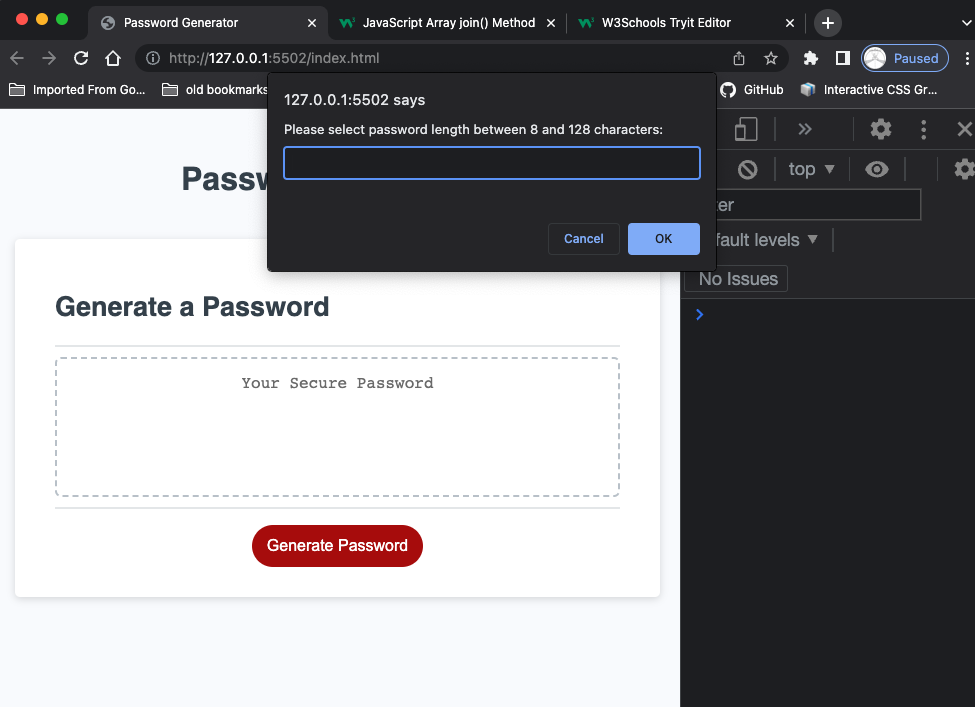 Password Generator
JavaScript Array join() Method
W3Schools Tryit Editor
http://127.0.0.1:5502/index.html
Paused
Imported From Go...
old bookmarks
GitHub
Interactive CSS Gr...
127.0.0.1:5502 says
Please select password length between 8 and 128 characters:
Cancel
OK
top
fault levels
No Issues
Generate a Password
Your Secure Password
Generate Password